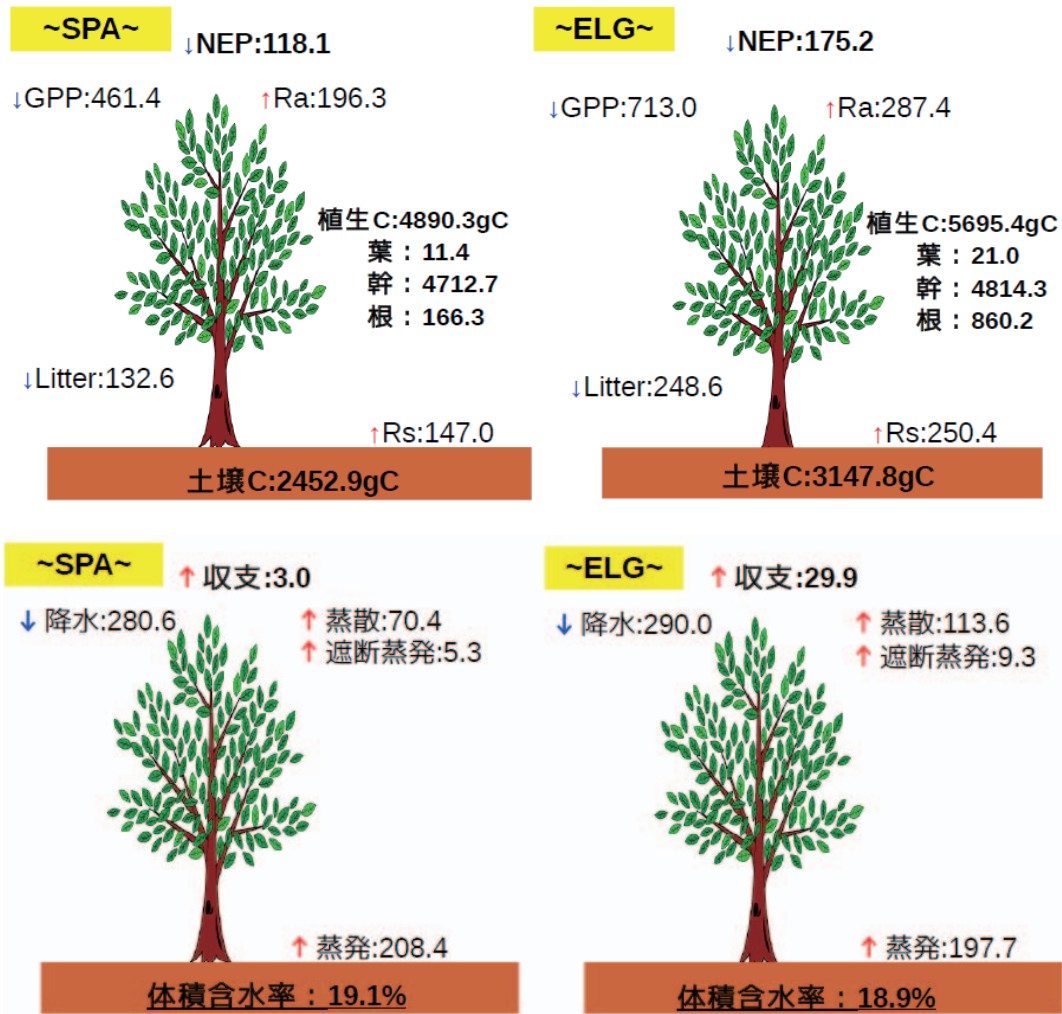 ~SPA~
↓NEP:118.1
↓GPP:461.4
↑Ra:196.3
植生C:4890.3gC
葉：11.4
幹：4712.7
根：166.3
↓Litter:132.6
↑Rs:147.0
土壌C:2452.9gC
~ELG~
↓NEP:175.2
↓GPP:713.0
↑Ra:287.4
植生C:5695.4gC
葉：21.0
幹：4814.3
根：860.2
↓Litter:248.6
↑Rs:250.4
土壌C:3147.8gC
~SPA~
↑収支:3.0
↓降水:280.6
↑蒸散:70.4
↑遮断蒸発:5.3
↑蒸発:208.4
体積含水率：19.1%
~ELG~
↑収支:29.9
↓降水:290.0
↑蒸散:113.6
↑遮断蒸発:9.3
↑蒸発:197.7
体積含水率：18.9%